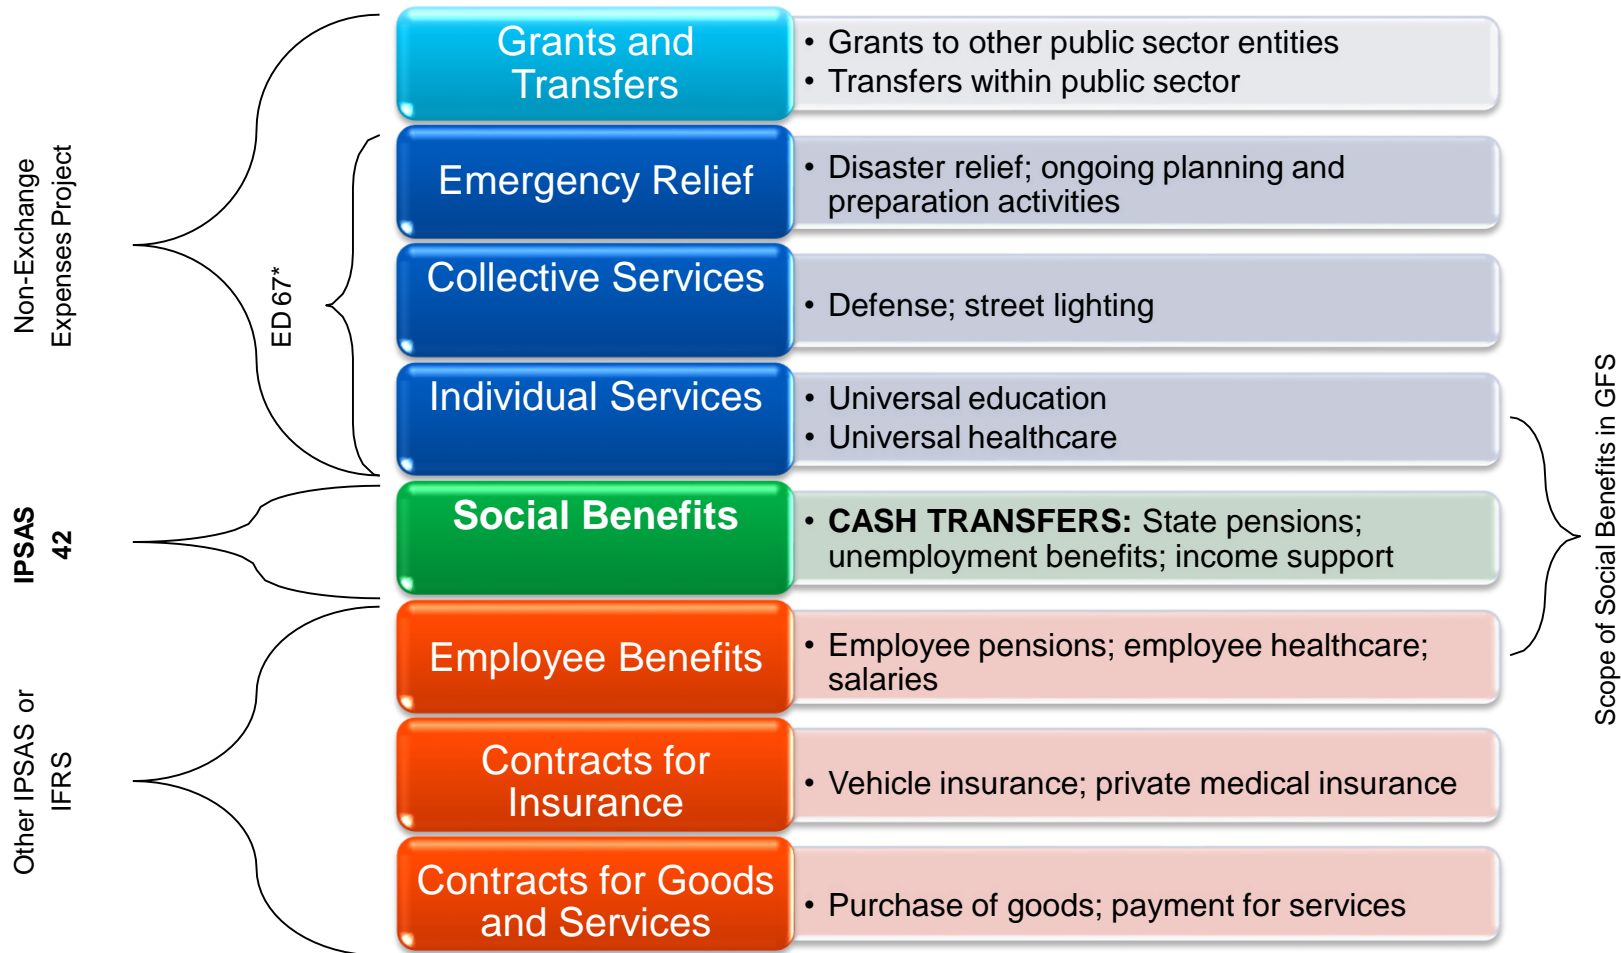 Non-Exchange
Expenses Project
ED 67*
IPSAS
42
Other IPSAS or
IFRS
Grants and
Transfers
• Grants to other public sector entities
• Transfers within public sector
Emergency Relief
• Disaster relief; ongoing planning and
preparation activities
Collective Services
• Defense; street lighting
Individual Services
• Universal education
• Universal healthcare
Social Benefits
• CASH TRANSFERS: State pensions;
unemployment benefits; income support
Employee Benefits
• Employee pensions; employee healthcare;
salaries
Contracts for
Insurance
• Vehicle insurance; private medical insurance
Contracts for Goods
and Services
• Purchase of goods; payment for services
Scope of Social Benefits in GFS